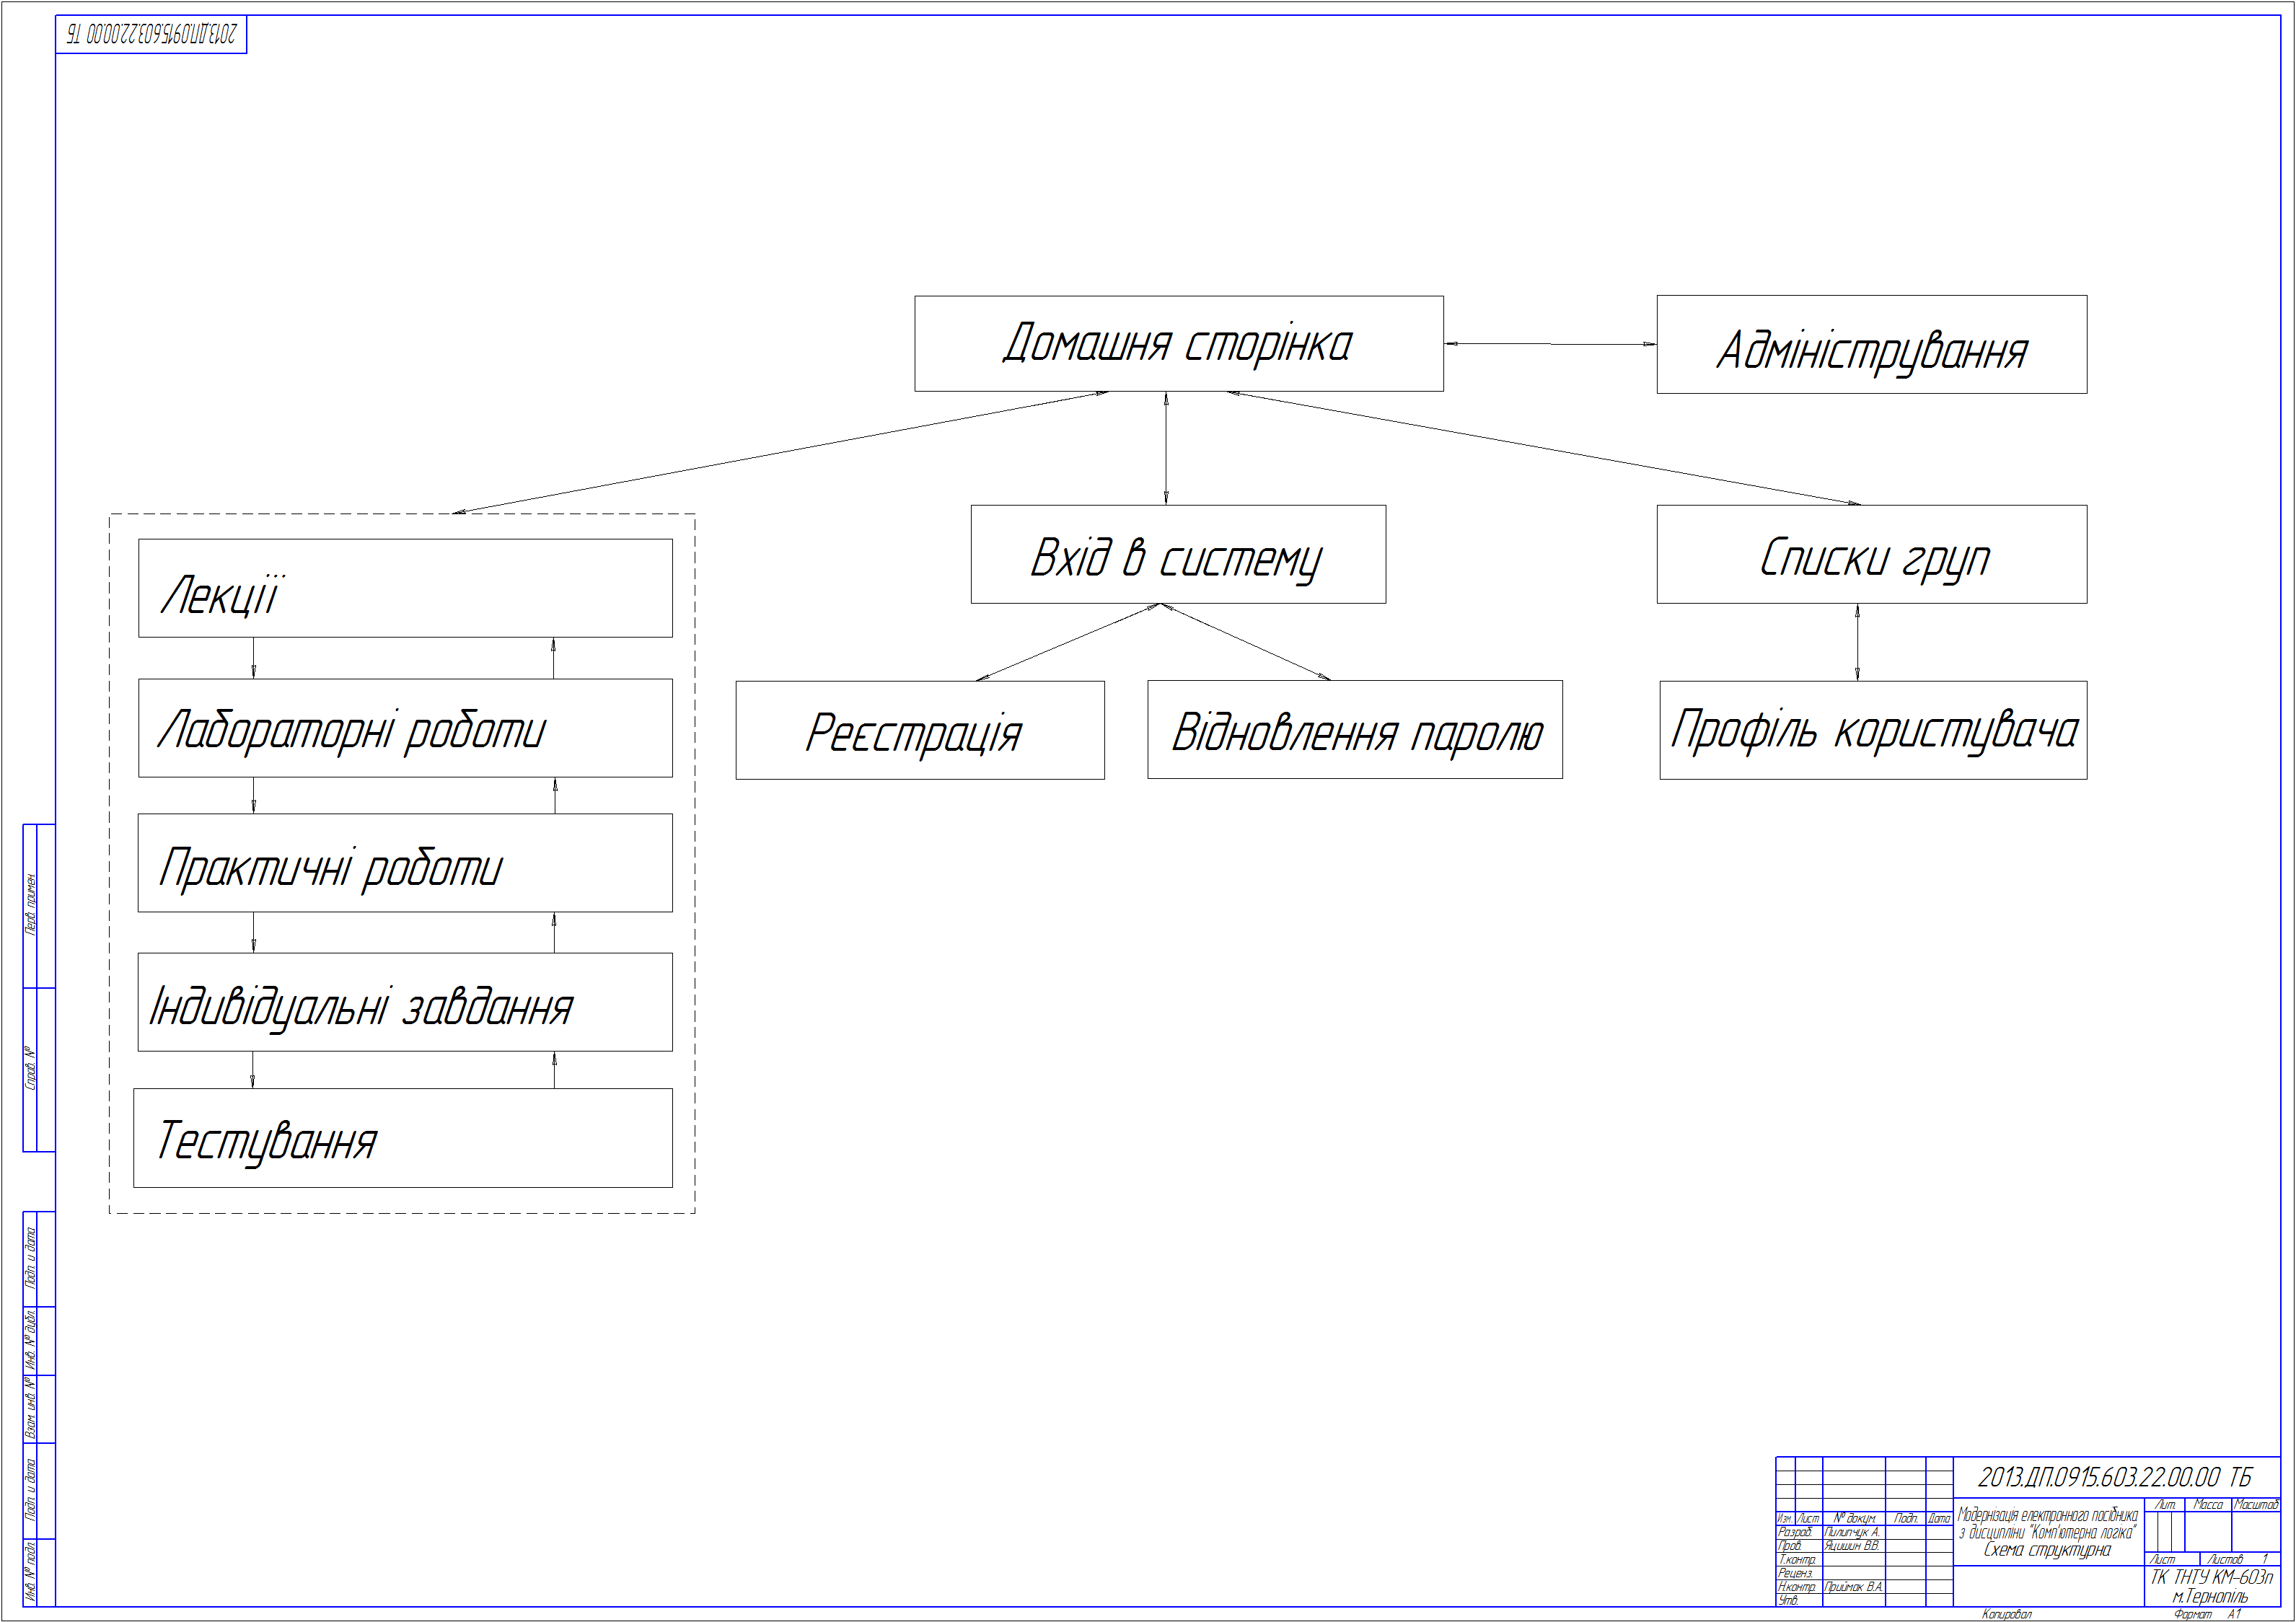 2013.ДП.0915.603.22.00.00 ТБ
Домашня сторінка
Адміністрування
Лекції
Вхід в систему
Списки груп
Лабораторні роботи
Реєстрація
Відновлення паролю
Профіль користувача
Практичні роботи
Індивідуальні завдання
Тестування
Перв. примен.
Справ. №
Подп. и дата
Инв. № дубл.
Взам. инв. №
Подп. и дата
Инв. № подл.
2013.ДП.0915.603.22.00.00 ТБ
Модернізація електронного посібника
з дисципліни "Комп'ютерна логіка"
Схема структурна
Лит. Масса Масштаб
Изм. Лист № докум. Подп. Дата
Разраб. Пилипчук А.
Пров. Яцишин В.В.
Т.контр.
Реценз.
Н.контр. Приймак В.А.
Утв.
Лист Листов 1
ТК ТНТУ КМ-603п
м.Тернопіль
Копировал Формат А1